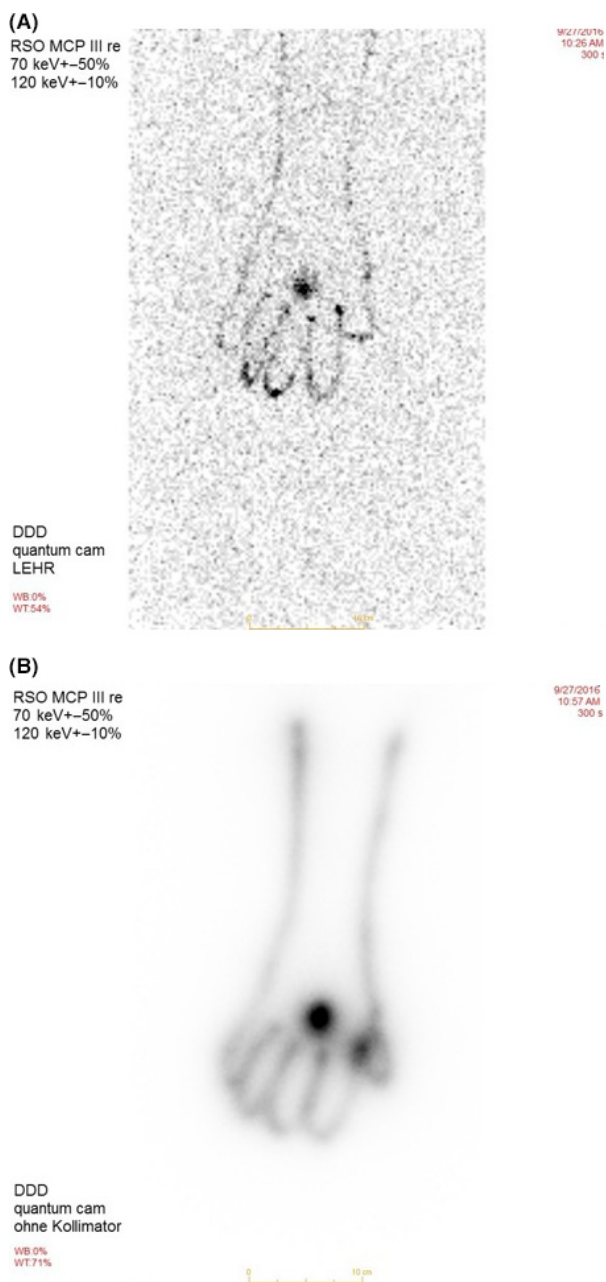 (A)
RSO MCP III re
70 keV+–50%
120 keV+–10%
9/27/2016
10:26 AM
300 s
DDD
quantum cam
LEHR
WB:0%
WT:54%
0
(B)
RSO MCP III re
70 keV+–50%
120 keV+–10%
9/27/2016
10:57 AM
300 s
DDD
quantum cam
ohne Kollimator
WB:0%
WT:71%
0 10 cm